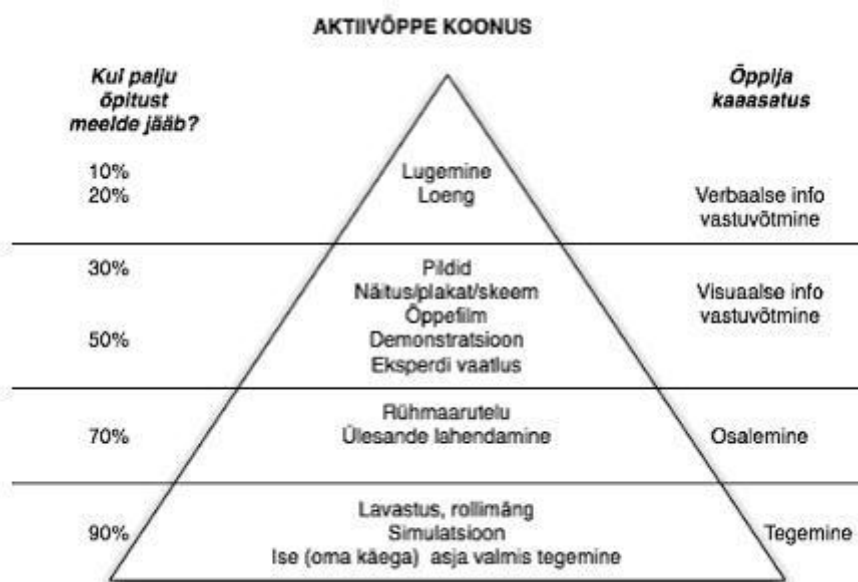 AKTIIVÕPPE KOONUS
Kui palju
õpitust
meelde jääb?
Õppija
kaaasatus
10%
Lugemine
20%
Loeng
Verbaalse info
vastuvõtmine
30%
Pildid
Näitus/plakat/skeem
Visuaalse info
Õppefilm
vastuvõtmine
50%
Demonstratsioon
Eksperdi vaatlus
Rühmaarutelu
70%
Ülesande lahendamine
Osalemine
Lavastus, rollimäng
90%
Simulatsioon
Tegemine
Ise (oma käega) asja valmis tegemine